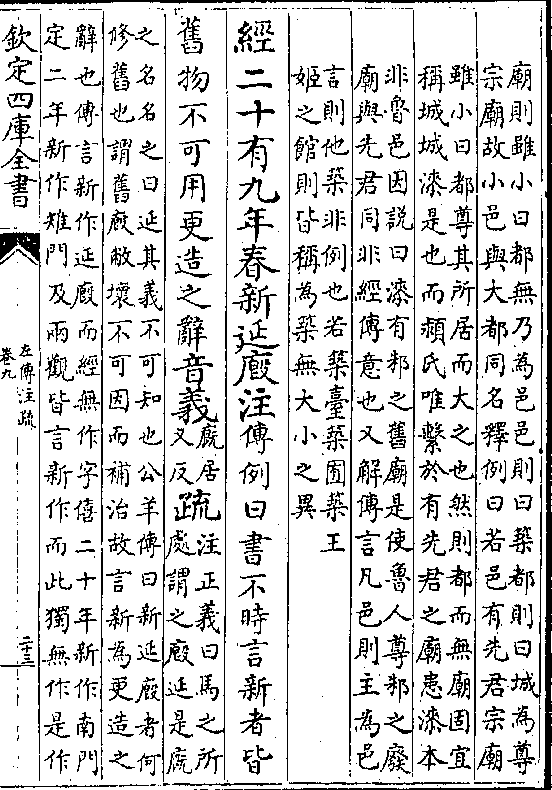 廟則雖小曰都無乃為邑邑則曰築都則曰城為尊
宗廟故小邑與大都同名釋例曰若邑有先君宗廟
雖小曰都尊其所居而大之也然則都而無廟固宜
稱城城漆是也而潁氏唯繫於有先君之廟患漆本
非魯邑因說曰漆有邾之舊廟是使魯人尊邾之廢
廟與先君同非經傳意也又解傳言凡邑則主為邑
言則他築非例也若築臺築囿築王
姬之館則皆稱為築無大小之異
經二十有九年春新延廏注傳例曰書不時言新者皆
舊物不可用更造之辭音義廐居又反疏注正義曰馬之所處謂之廏延是廐
之名名之曰延其義不可知也公羊傳曰新延廏者何
修舊也謂舊廏敝壞不可因而補治故言新為更造之
辭也傳言新作延廏而經無作字僖二十年新作南門
定二年新作雉門及兩觀皆言新作而此獨無作是作
欽定四庫全書
左傳注疏
卷九
二十三